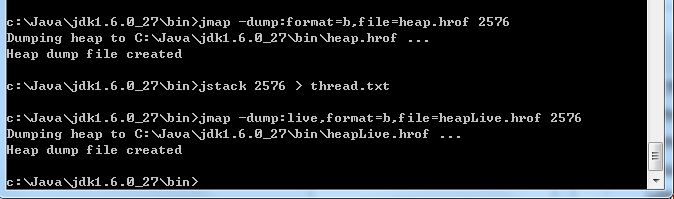 c:\Java\jdk1.6.0_27\bin>jmap -dump:format=b,file=heap.hrof 2576
Dumping heap to C:\Java\jdk1.6.0_27\bin\heap.hrof ...
Heap dump file created
c:\Java\jdk1.6.0_27\bin>jstack 2576 > thread.txt
c:\Java\jdk1.6.0_27\bin>jmap -dump:live,format=b,file=heapLive.hrof 2576
Dumping heap to C:\Java\jdk1.6.0_27\bin\heapLive.hrof ...
Heap dump file created
c:\Java\jdk1.6.0_27\bin>